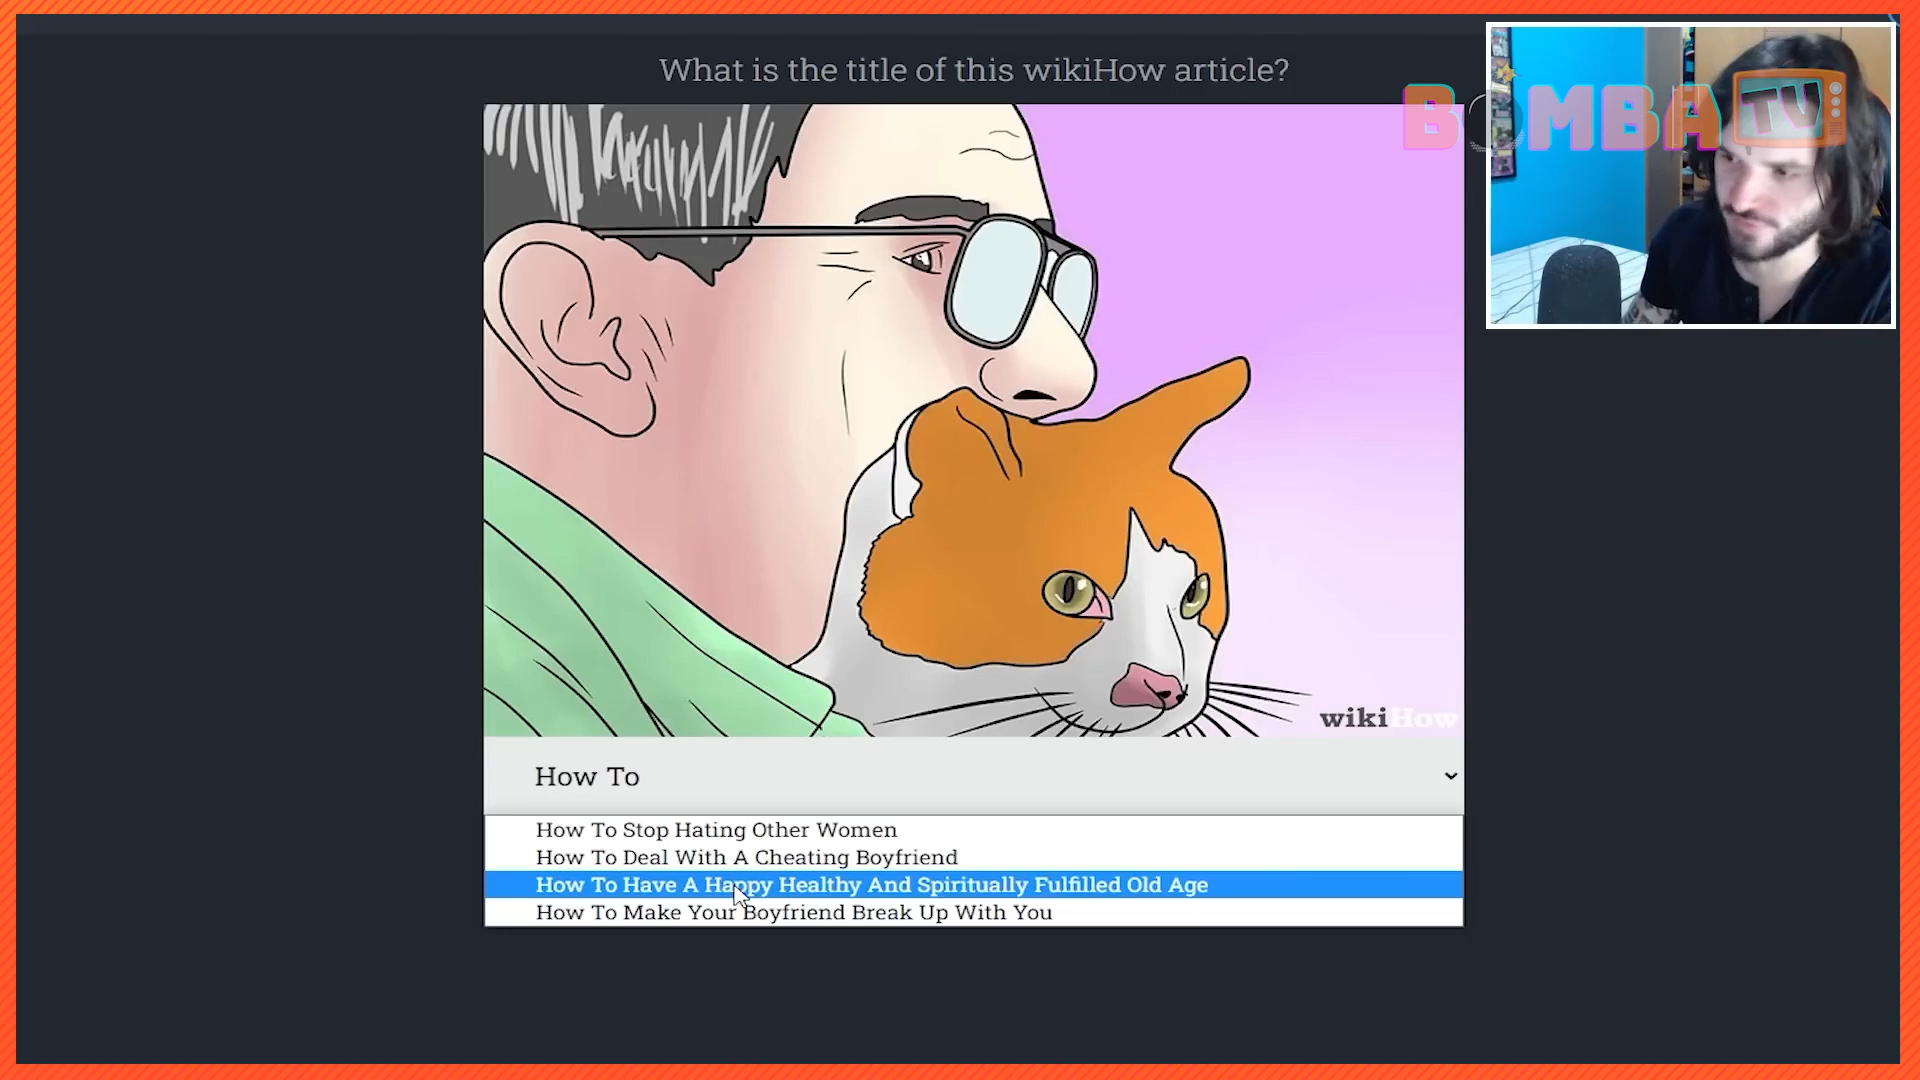 What is the title of this wikiHow article?
BOMBA TV
wikiHow
How To
How To Stop Hating Other Women
How To Deal With A Cheating Boyfriend
How To Have A Happy Healthy And Spiritually Fulfilled Old Age
How To Make Your Boyfriend Break Up With You